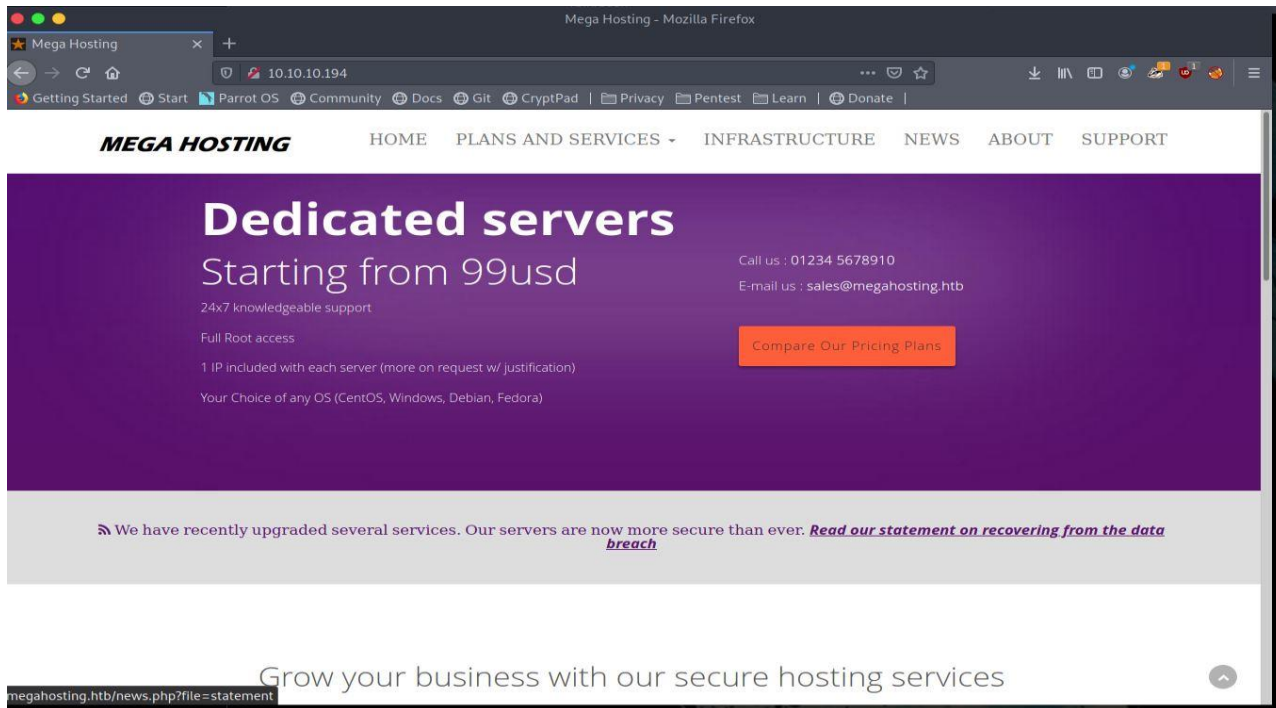 Mega Hosting - Mozilla Firefox
Mega Hosting
10.10.10.194
Getting Started Start Parrot OS Community Docs Git CryptPad | Privacy Pentest Learn | Donate |
MEGA HOSTING HOME PLANS AND SERVICES INFRASTRUCTURE NEWS ABOUT SUPPORT
Dedicated servers
Starting from 99usd
24x7 knowledgeable support
Full Root access
1 IP included with each server (more on request w/ justification)
Your Choice of any OS (CentOS, Windows, Debian, Fedora)
Call us : 01234 5678910
E-mail us : sales@megahosting.htb
Compare Our Pricing Plans
We have recently upgraded several services. Our servers are now more secure than ever. Read our statement on recovering from the data
breach
Grow your business with our secure hosting services
megahosting.htb/news.php?file=statement